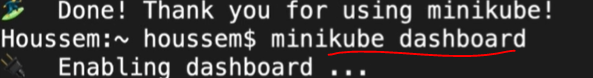 Done! Thank you for using minikube!
Houssem:~ houssem$ minikube dashboard
Enabling dashboard ...